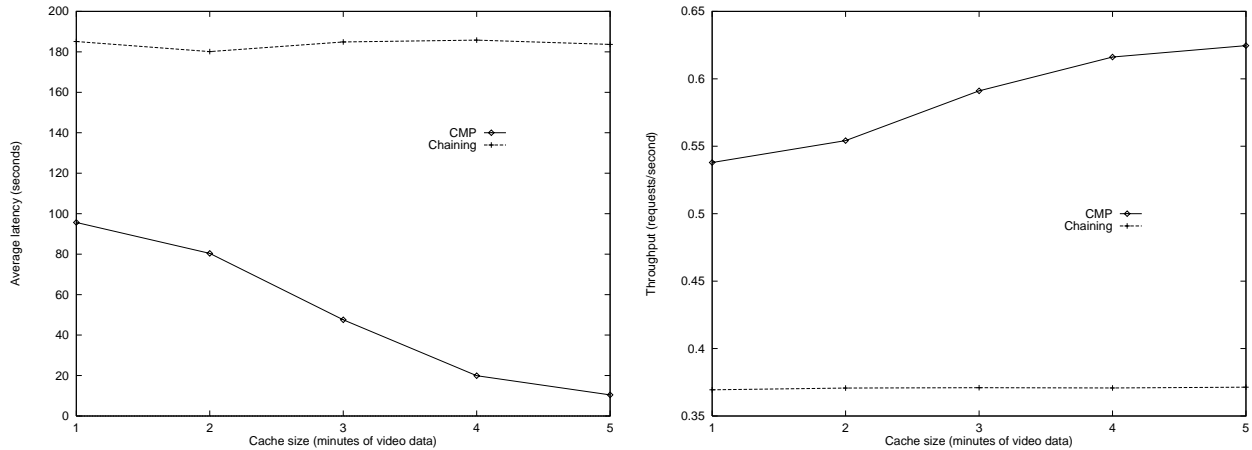 200
180
160
140
120
100
80
60
40
20
0
Average latency (seconds)
CMP
Chaining
1 2 3 4 5
Cache size (minutes of video data)
0.65
0.6
0.55
0.5
0.45
0.4
0.35
Throughput (requests/second)
CMP
Chaining
1 2 3 4 5
Cache size (minutes of video data)